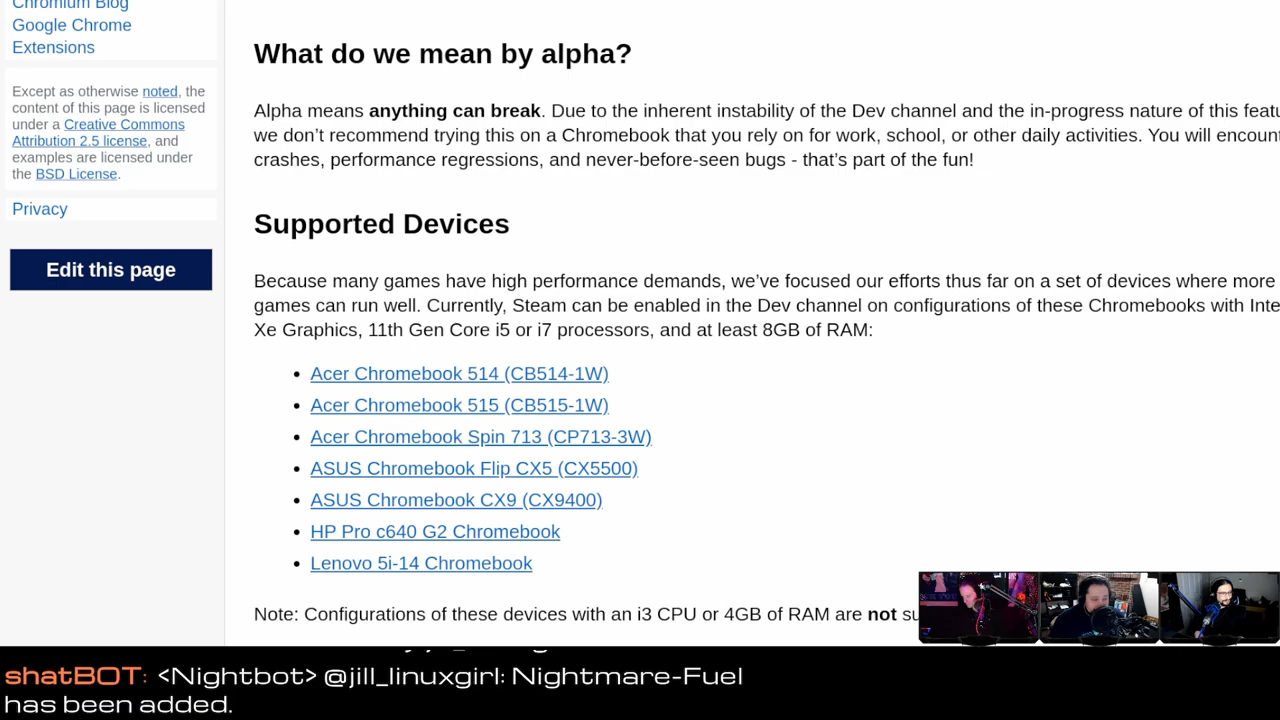 Chromium Blog
Google Chrome
Extensions
Except as otherwise noted, the
content of this page is licensed
under a Creative Commons
Attribution 2.5 license, and
examples are licensed under
the BSD License.
Privacy
Edit this page
What do we mean by alpha?
Alpha means anything can break. Due to the inherent instability of the Dev channel and the in-progress nature of this featu
we don’t recommend trying this on a Chromebook that you rely on for work, school, or other daily activities. You will encount
crashes, performance regressions, and never-before-seen bugs - that’s part of the fun!
Supported Devices
Because many games have high performance demands, we’ve focused our efforts thus far on a set of devices where more
games can run well. Currently, Steam can be enabled in the Dev channel on configurations of these Chromebooks with Inte
Xe Graphics, 11th Gen Core i5 or i7 processors, and at least 8GB of RAM:
• Acer Chromebook 514 (CB514-1W)
• Acer Chromebook 515 (CB515-1W)
• Acer Chromebook Spin 713 (CP713-3W)
• ASUS Chromebook Flip CX5 (CX5500)
• ASUS Chromebook CX9 (CX9400)
• HP Pro c640 G2 Chromebook
• Lenovo 5i-14 Chromebook
Note: Configurations of these devices with an i3 CPU or 4GB of RAM are not su
shatBOT: <Nightbot> @jill_linuxgirl: Nightmare-Fuel
has been added.